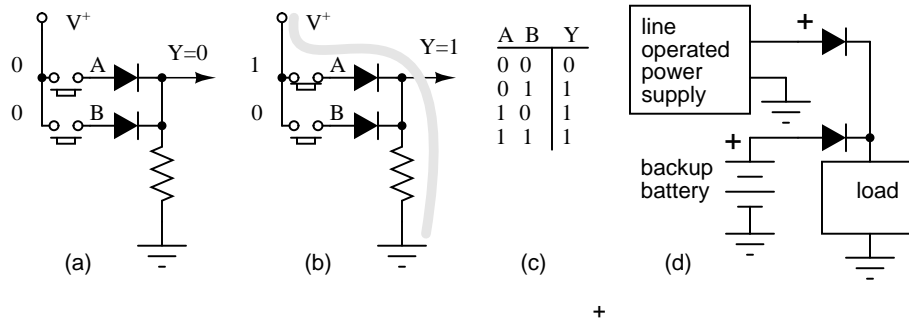 V+
0
A
Y=0
0
B
(a)
V+
1
A
Y=1
0
B
(b)
A B Y
0 0 0
0 1 1
1 0 1
1 1 1
(c)
line
operated
power
supply
+
+
backup
battery
load
(d)
+